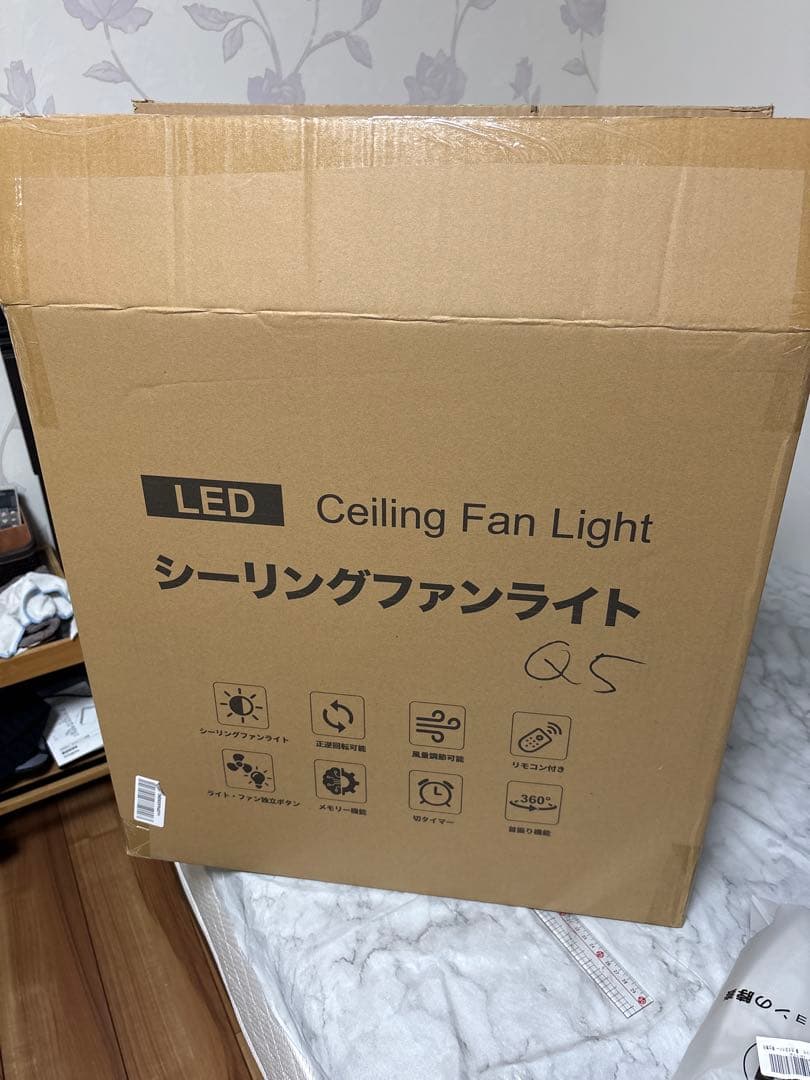 LED Ceiling Fan Light
シーリングファンライト
Q5
シーリングファンライト 正逆回転可能 風量調節可能 リモコン付き
360°
ライト・ファン独立ボタン メモリー機能 切タイマー 首振り機能
ョンの